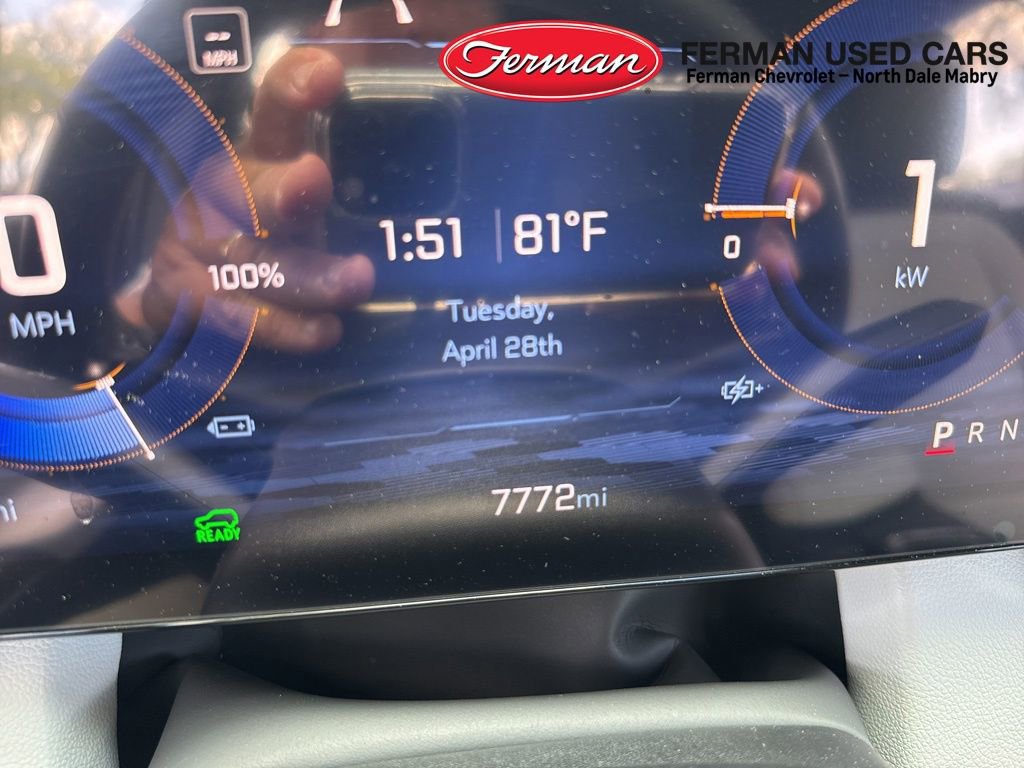 Ferman
FERMAN USED CARS
Ferman Chevrolet – North Dale Mabry
-- MPH
0
MPH
100%
1:51 | 81°F
Tuesday,
April 28th
0
1
kW
P R N
mi
7772mi
READY